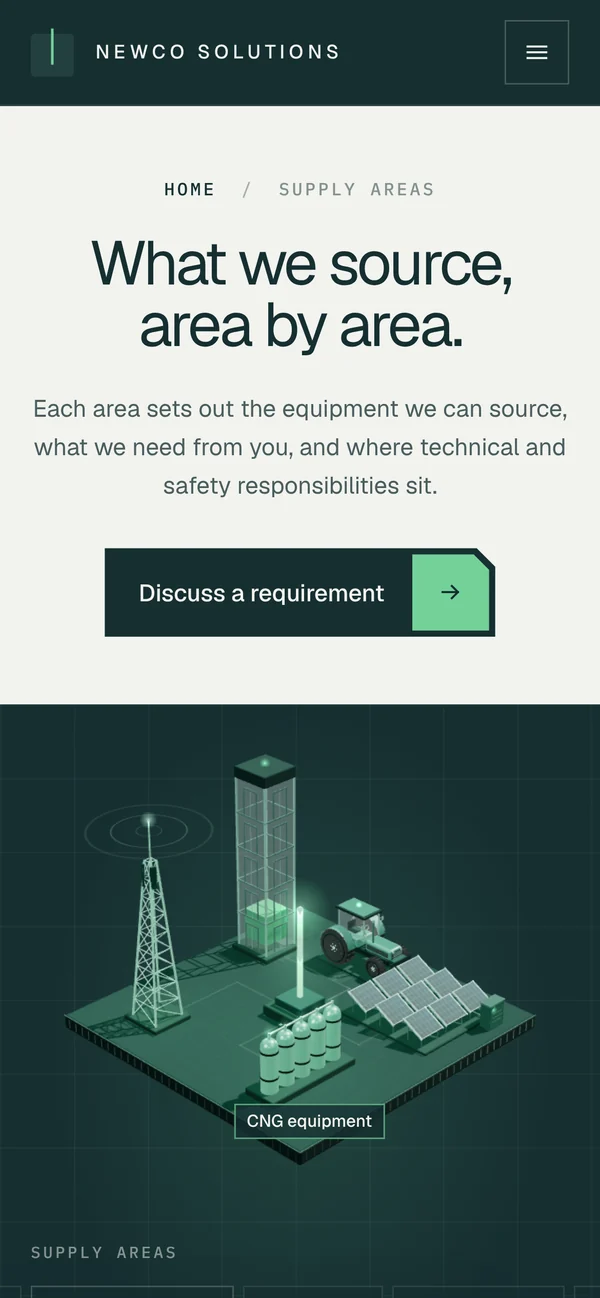 NEWCO SOLUTIONS
HOME / SUPPLY AREAS
What we source,
area by area.
Each area sets out the equipment we can source,
what we need from you, and where technical and
safety responsibilities sit.
Discuss a requirement →
CNG equipment
SUPPLY AREAS